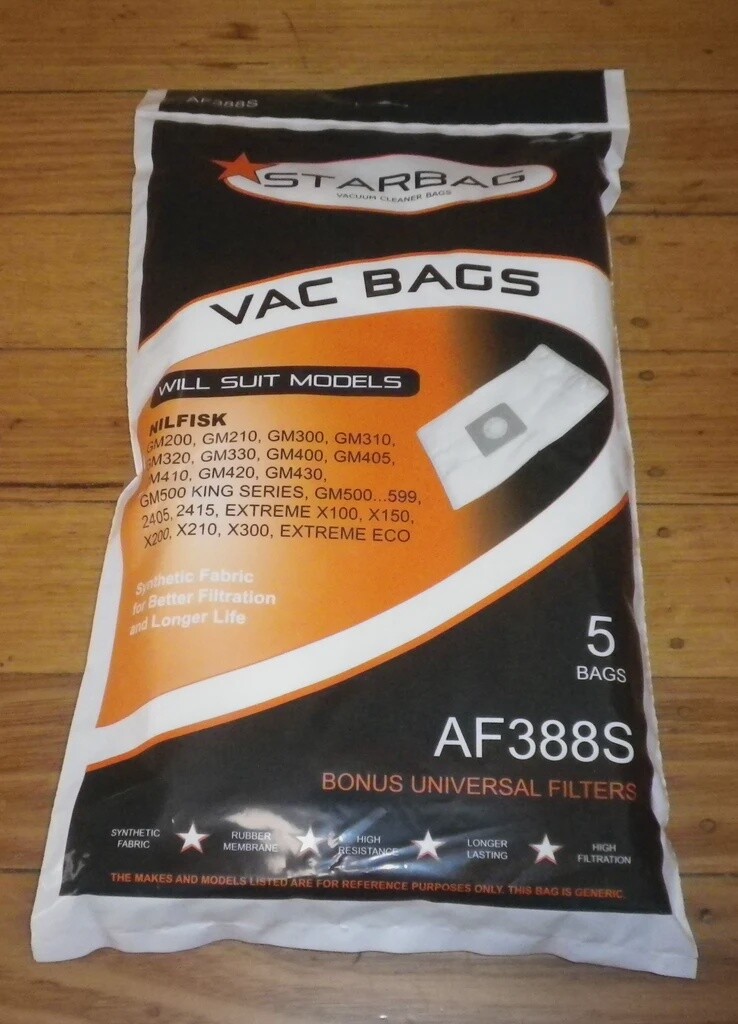 AF388S
STARBAG
VACUUM CLEANER BAGS
VAC BAGS
WILL SUIT MODELS
NILFISK
GM200, GM210, GM300, GM310,
GM320, GM330, GM400, GM405,
GM410, GM420, GM430,
GM500 KING SERIES, GM500...599,
2405, 2415, EXTREME X100, X150,
X200, X210, X300, EXTREME ECO
Synthetic Fabric
for Better Filtration
and Longer Life
5
BAGS
AF388S
BONUS UNIVERSAL FILTERS
SYNTHETIC FABRIC
RUBBER MEMBRANE
HIGH RESISTANCE
LONGER LASTING
HIGH FILTRATION
THE MAKES AND MODELS LISTED ARE FOR REFERENCE PURPOSES ONLY. THIS BAG IS GENERIC.